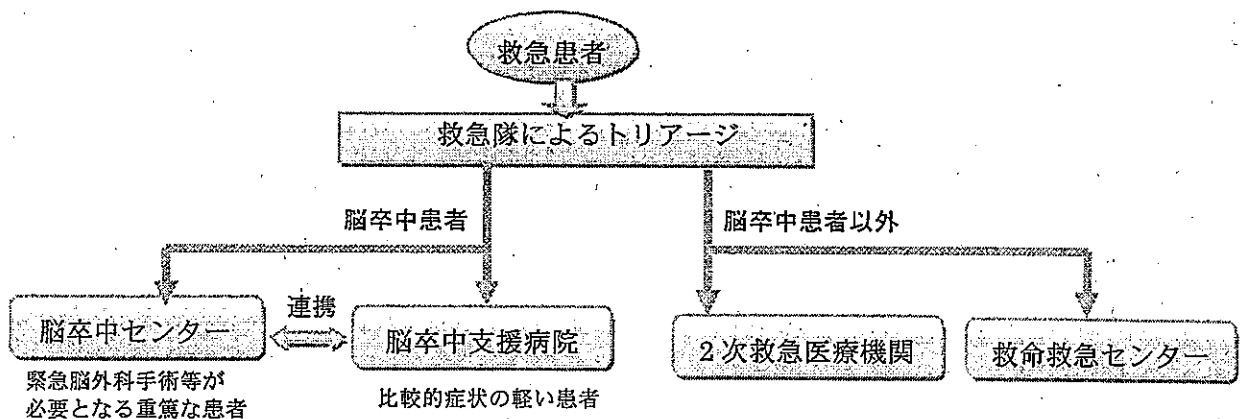 救急患者
救急隊によるトリアージ
脳卒中患者
脳卒中患者以外
脳卒中センター
連携
脳卒中支援病院
2次救急医療機関
救命救急センター
緊急脳外科手術等が
必要となる重篤な患者
比較的症状の軽い患者